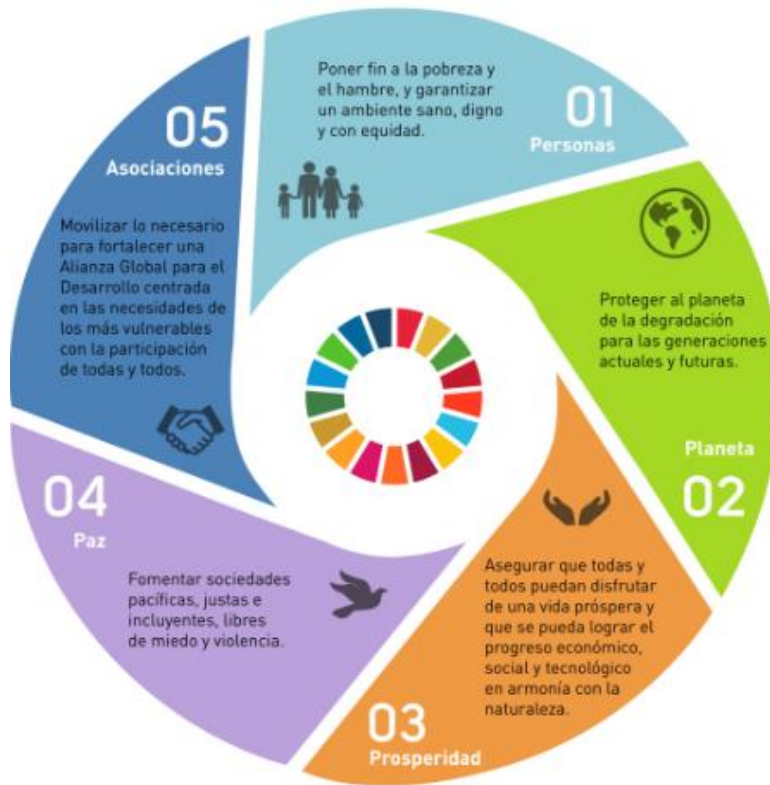 Poner fin a la pobreza y
el hambre, y garantizar
un ambiente sano, digno
y con equidad.
01
Personas
Proteger al planeta
de la degradación
para las generaciones
actuales y futuras.
Planeta
02
Asegurar que todas y
todos puedan disfrutar
de una vida próspera y
que se pueda lograr el
progreso económico,
social y tecnológico
en armonía con la
naturaleza.
03
Prosperidad
04
Paz
Fomentar sociedades
pacíficas, justas e
incluyentes, libres
de miedo y violencia.
05
Asociaciones
Movilizar lo necesario
para fortalecer una
Alianza Global para el
Desarrollo centrada
en las necesidades de
los más vulnerables
con la participación
de todas y todos.